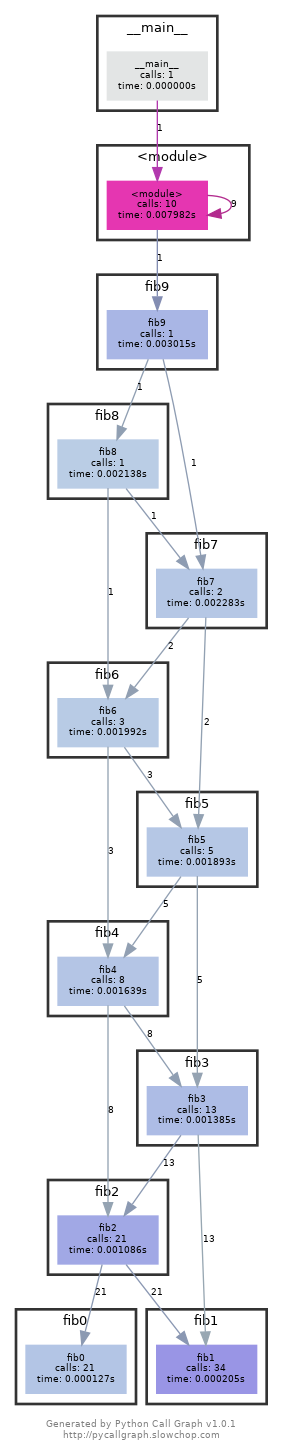 __main__
__main__
calls: 1
time: 0.000000s
1
<module>
<module>
calls: 10
time: 0.007982s
9
1
fib9
fib9
calls: 1
time: 0.003015s
1
fib8
fib8
calls: 1
time: 0.002138s
1
1
fib7
fib7
calls: 2
time: 0.002283s
1
2
fib6
fib6
calls: 3
time: 0.001992s
2
3
fib5
fib5
calls: 5
time: 0.001893s
3
5
fib4
fib4
calls: 8
time: 0.001639s
5
8
fib3
fib3
calls: 13
time: 0.001385s
8
13
fib2
fib2
calls: 21
time: 0.001086s
13
21
21
fib0
fib0
calls: 21
time: 0.000127s
fib1
fib1
calls: 34
time: 0.000205s
Generated by Python Call Graph v1.0.1
http://pycallgraph.slowchop.com